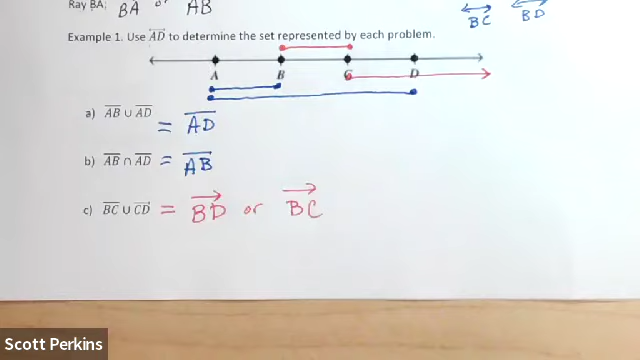 Ray BA: BA or AB
BC BD
Example 1. Use AD to determine the set represented by each problem.
A B C D
a) AB ∪ AD = AD
b) AB ∩ AD = AB
c) BC ∪ CD = BD or BC
Scott Perkins